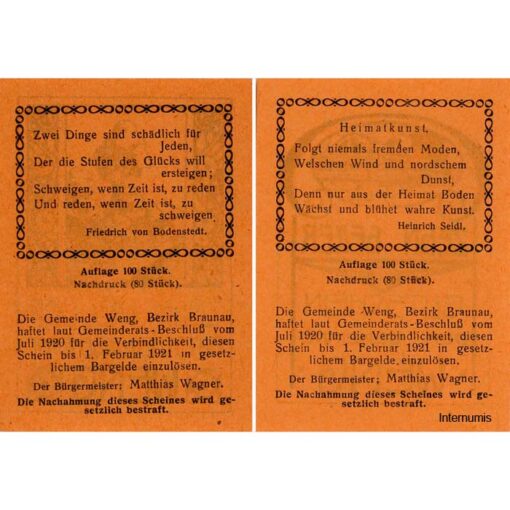 Zwei Dinge sind schädlich für
Jeden,
Der die Stufen des Glücks will
ersteigen;
Schweigen, wenn Zeit ist, zu reden
Und reden, wenn Zeit ist, zu
schweigen
Friedrich von Bodenstedt.
Auflage 100 Stück.
Nachdruck (80 Stück).
Die Gemeinde Weng, Bezirk Braunau,
haftet laut Gemeinderats-Beschluß vom
Juli 1920 für die Verbindlichkeit, diesen
Schein bis 1. Februar 1921 in gesetz-
lichem Bargelde einzulösen.
Der Bürgermeister: Matthias Wagner.
Die Nachahmung dieses Scheines wird ge-
setzlich bestraft.
Heimatkunst.
Folgt niemals fremden Moden,
Welschen Wind und nordschem
Dunst,
Denn nur aus der Heimat Boden
Wächst und blühet wahre Kunst.
Heinrich Seidl.
Auflage 100 Stück.
Nachdruck (80 Stück).
Die Gemeinde Weng, Bezirk Braunau,
haftet laut Gemeinderats-Beschluß vom
Juli 1920 für die Verbindlichkeit, diesen
Schein bis 1. Februar 1921 in gesetz-
lichem Bargelde einzulösen.
Der Bürgermeister: Matthias Wagner.
Die Nachahmung dieses Scheines wird ge-
setzlich bestraft.
Internumis